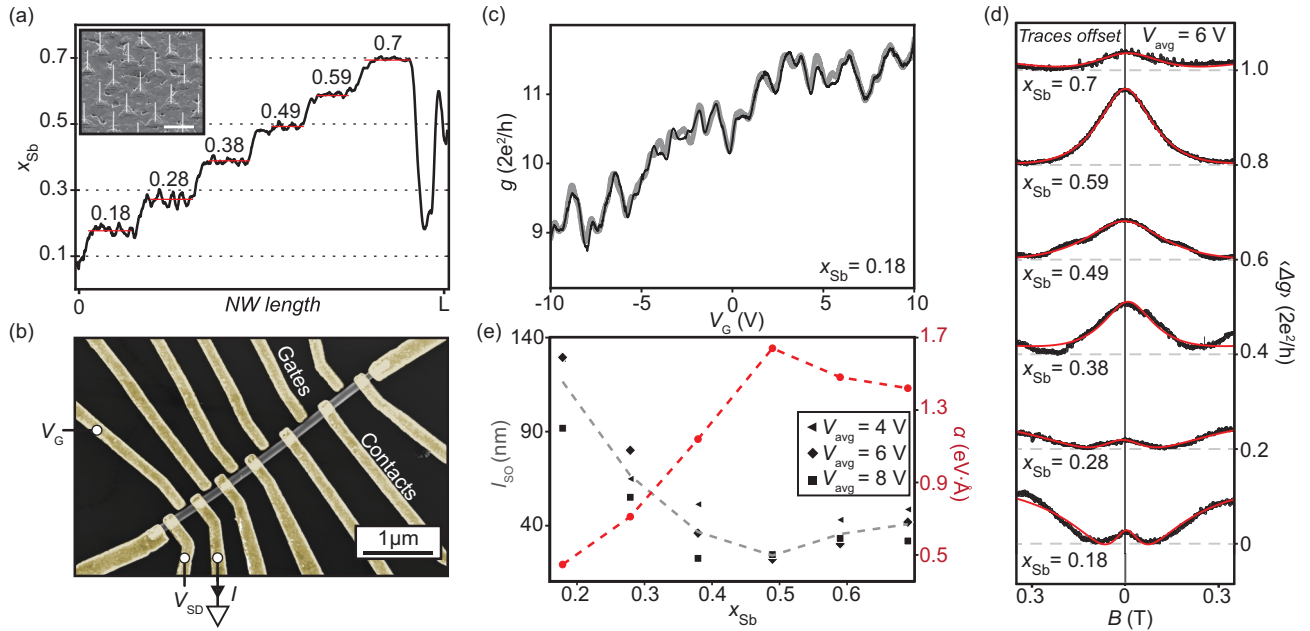 (a)
x_Sb
0.7
0.5
0.3
0.1
0.18
0.28
0.38
0.49
0.59
0.7
0
NW length
L
(b)
V_G
Gates
Contacts
V_SD
I
1μm
(c)
g (2e²/h)
11
10
9
x_Sb = 0.18
-10
-5
0
5
10
V_G (V)
(d)
Traces offset
V_avg = 6 V
1.0
x_Sb = 0.7
0.8
x_Sb = 0.59
0.6
x_Sb = 0.49
0.4
x_Sb = 0.38
0.2
x_Sb = 0.28
0
x_Sb = 0.18
‹Δg› (2e²/h)
-0.3
0
0.3
B (T)
(e)
140
90
40
l_SO (nm)
V_avg = 4 V
V_avg = 6 V
V_avg = 8 V
1.7
1.3
0.9
0.5
α (eV·Å)
0.2
0.3
0.4
0.5
0.6
x_Sb